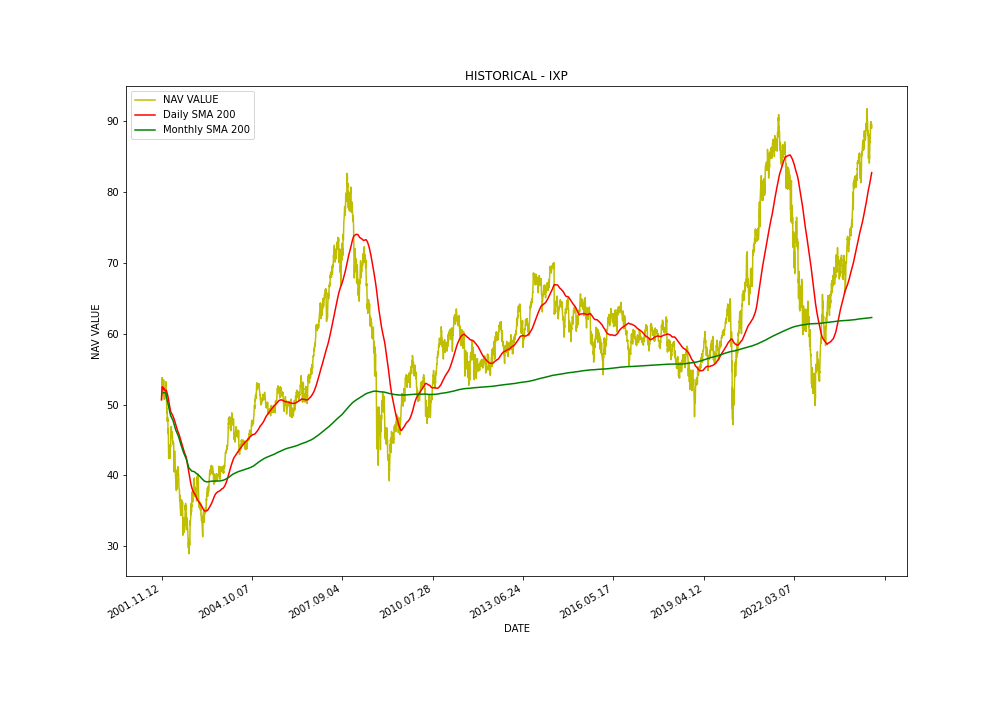 HISTORICAL - IXP
NAV VALUE
Daily SMA 200
Monthly SMA 200
90
80
70
60
50
40
30
NAV VALUE
2001.11.12
2004.10.07
2007.09.04
2010.07.28
2013.06.24
2016.05.17
2019.04.12
2022.03.07
DATE